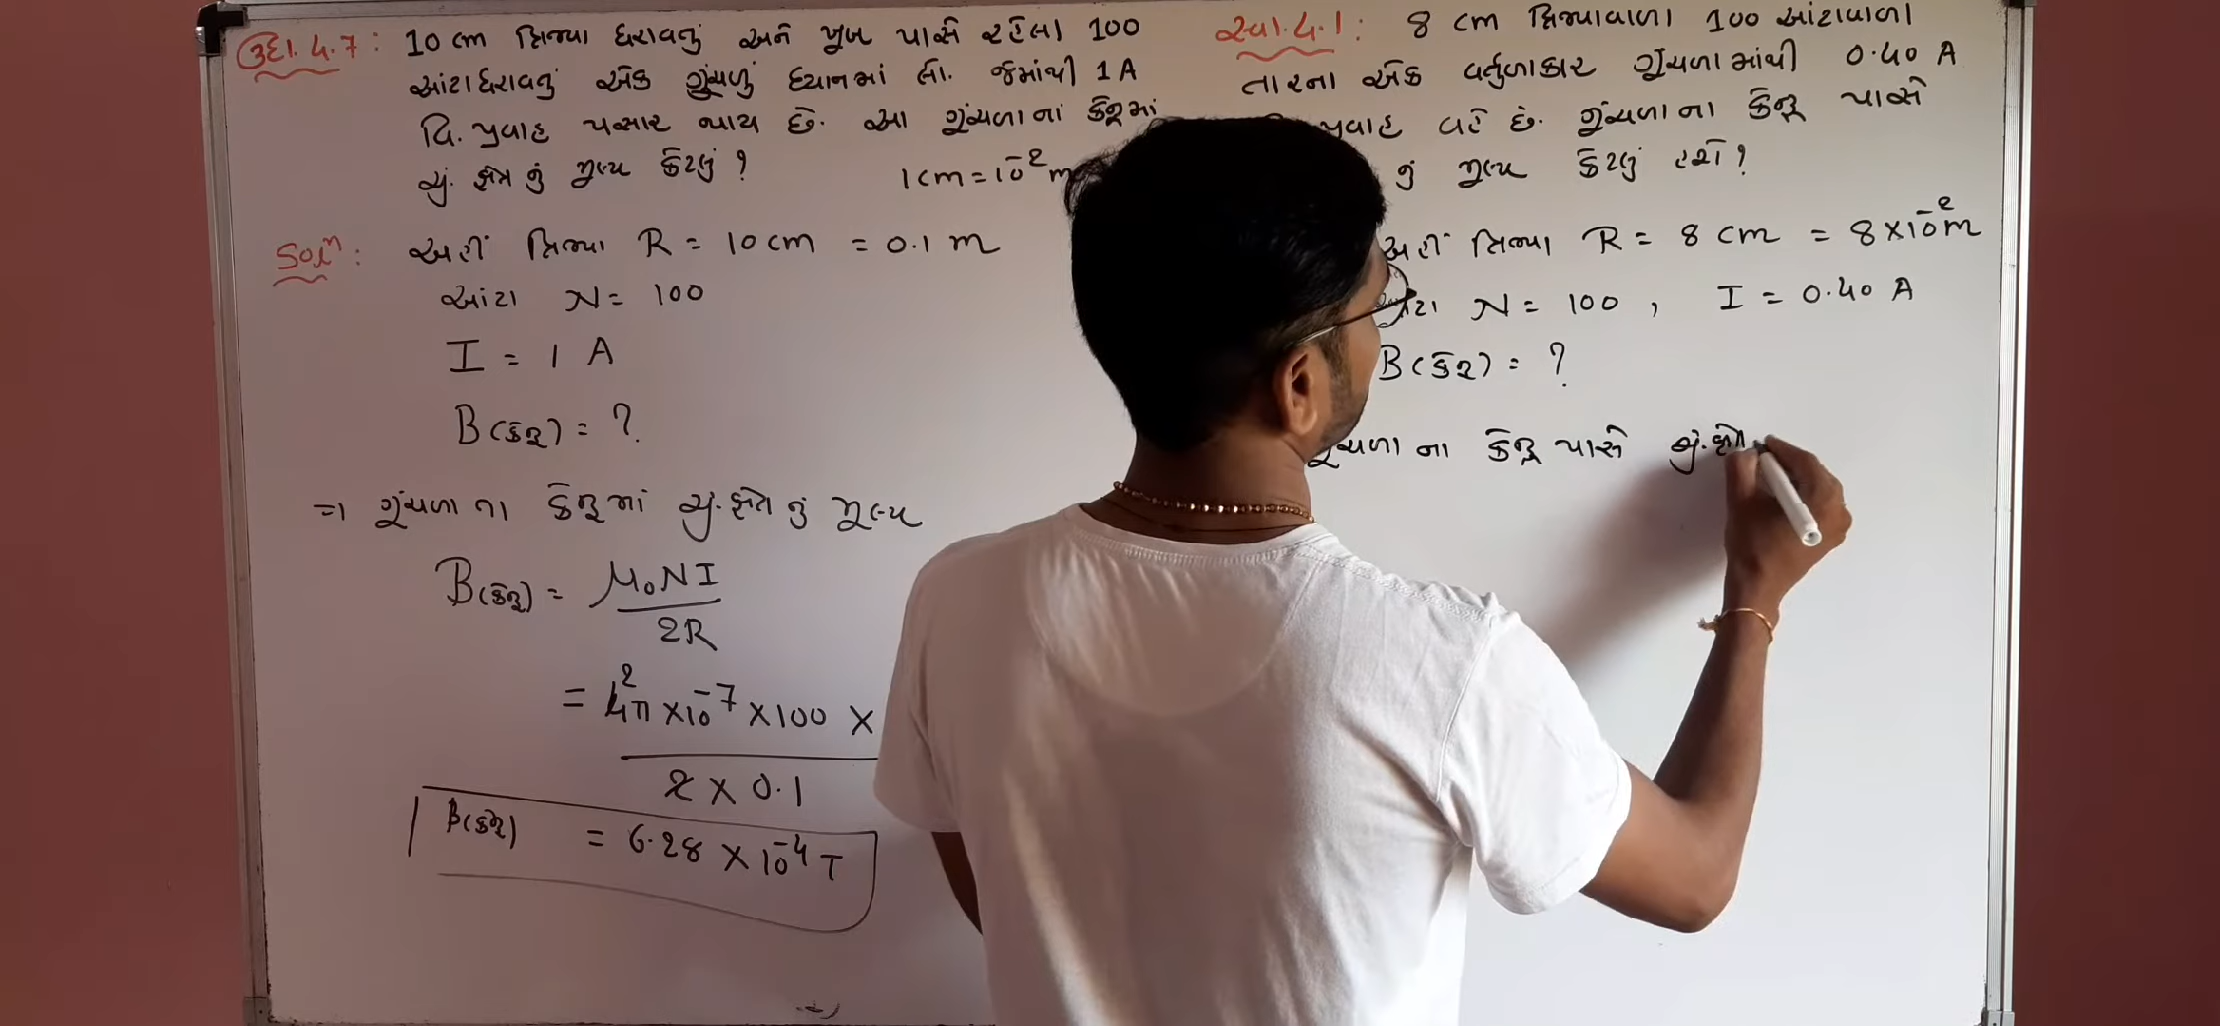 ઉદા. 4.7 : 10 cm ત્રિજ્યા ધરાવતું અને ખુબ પાસે રહેલા 100
આંટા ધરાવતું એક ગૂંચળું ધ્યાનમાં લો. જેમાંથી 1 A
વિ. પ્રવાહ પસાર થાય છે. આ ગૂંચળાનાં કેન્દ્રમાં
ચું. ક્ષેત્ર નું મૂલ્ય કેટલું ?
1 cm = 10⁻² m
Solⁿ : અહીં ત્રિજ્યા R = 10 cm = 0.1 m
આંટા N = 100
I = 1 A
B(કેન્દ્ર) = ?
⇒ ગૂંચળા ના કેન્દ્રમાં ચું. ક્ષેત્ર નું મૂલ્ય
B(કેન્દ્ર) = μ₀NI / 2R
= 4π² × 10⁻⁷ × 100 ×
2 × 0.1
B(કેન્દ્ર) = 6.28 × 10⁻⁴ T
સ્વા. 4.1 : 8 cm ત્રિજ્યાવાળા 100 આંટાવાળા
તારના એક વર્તુળાકાર ગૂંચળામાંથી 0.40 A
પ્રવાહ વહે છે. ગૂંચળાના કેન્દ્ર પાસે
નું મૂલ્ય કેટલું હશે ?
અહીં ત્રિજ્યા R = 8 cm = 8 × 10⁻² m
આંટા N = 100 , I = 0.40 A
B(કેન્દ્ર) = ?
ગૂંચળા ના કેન્દ્ર પાસે ચું. ક્ષેત્ર